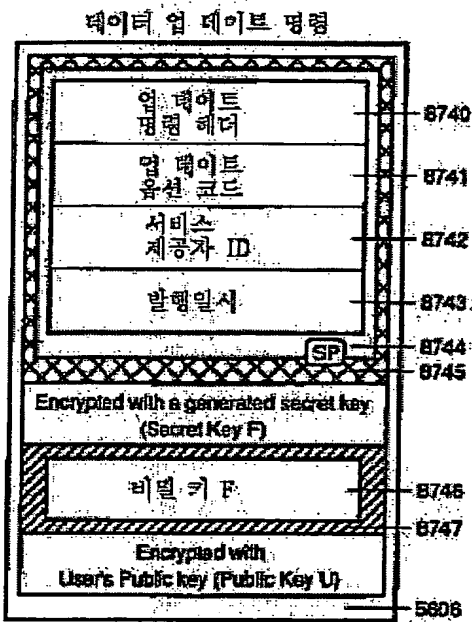 데이터 업 데이트 명령
업 데이트
명령 헤더
8740
업 데이트
옵션 코드
8741
서비스
제공자 ID
8742
발행일시
8743
SP
8744
8745
Encrypted with a generated secret key
(Secret Key F)
비밀 키 F
8746
8747
Encrypted with
User's Public key (Public Key U)
5606